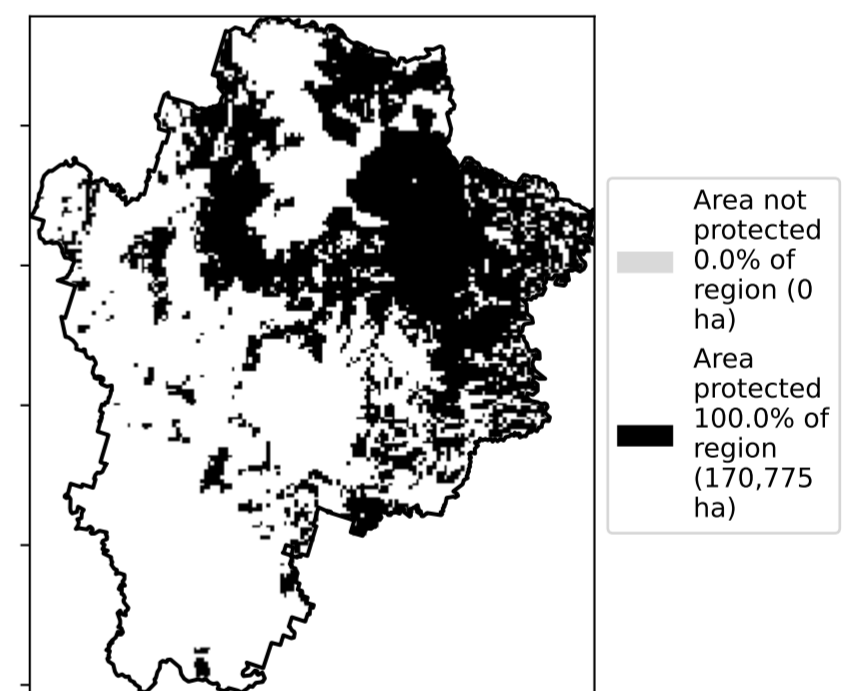 Area not
protected
0.0% of
region (0
ha)
Area
protected
100.0% of
region
(170,775
ha)